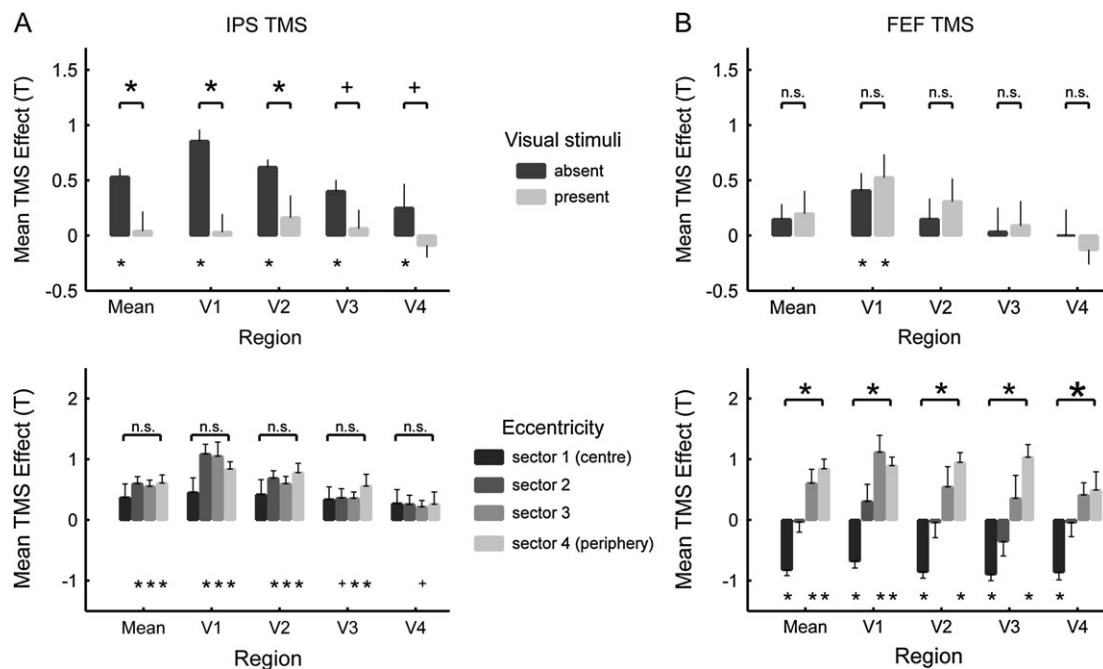 A
IPS TMS
Mean TMS Effect (T)
1.5
1
0.5
0
-0.5
* * * + +
* * * * *
Mean V1 V2 V3 V4
Region
Visual stimuli
absent
present
B
FEF TMS
Mean TMS Effect (T)
1.5
1
0.5
0
-0.5
n.s. n.s. n.s. n.s. n.s.
* *
Mean V1 V2 V3 V4
Region
Mean TMS Effect (T)
2
1
0
-1
n.s. n.s. n.s. n.s. n.s.
* * * * * * * * * + * * +
Mean V1 V2 V3 V4
Region
Eccentricity
sector 1 (centre)
sector 2
sector 3
sector 4 (periphery)
Mean TMS Effect (T)
2
1
0
-1
* * * * *
* * * * * * * * * * *
Mean V1 V2 V3 V4
Region